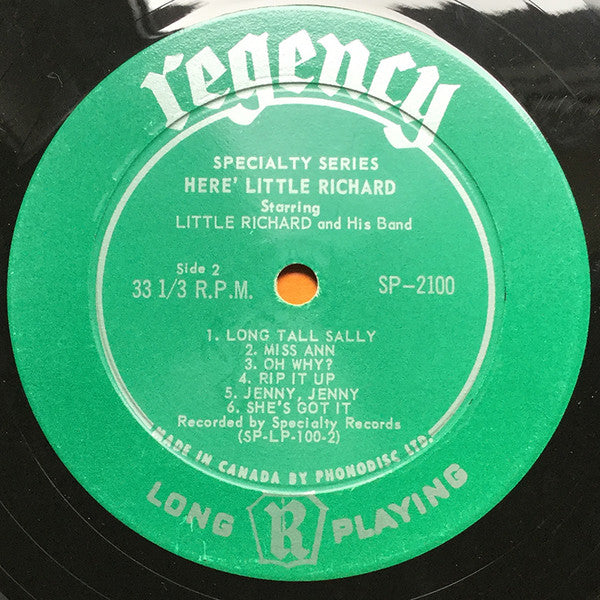 regency
SPECIALTY SERIES
HERE' LITTLE RICHARD
Starring
LITTLE RICHARD and His Band
Side 2
33 1/3 R.P.M.
SP-2100
1. LONG TALL SALLY
2. MISS ANN
3. OH WHY?
4. RIP IT UP
5. JENNY, JENNY
6. SHE'S GOT IT
Recorded by Specialty Records
(SP-LP-100-2)
MADE IN CANADA BY PHONODISC LTD.
LONG R PLAYING